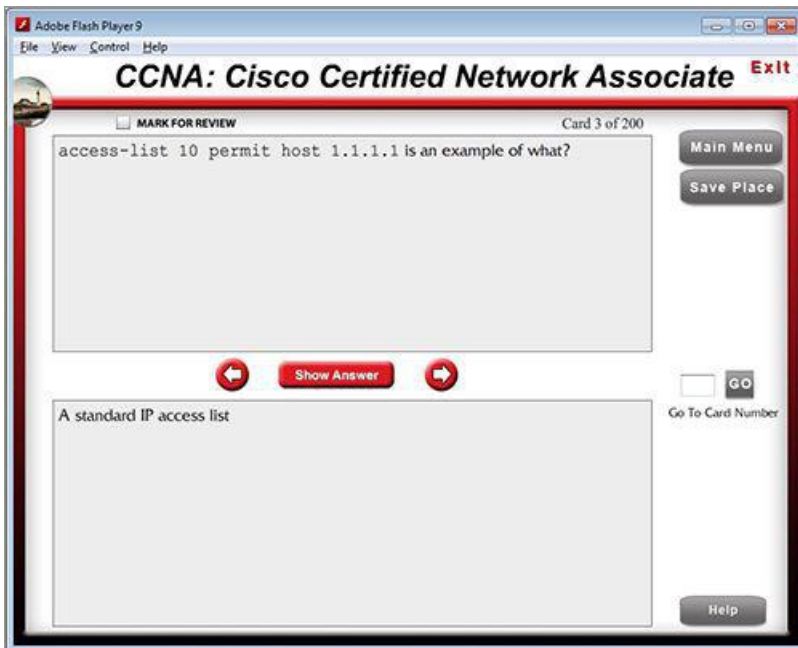 Adobe Flash Player 9
File View Control Help
CCNA: Cisco Certified Network Associate
Exit
MARK FOR REVIEW
Card 3 of 200
access-list 10 permit host 1.1.1.1 is an example of what?
Main Menu
Save Place
Show Answer
GO
Go To Card Number
A standard IP access list
Help